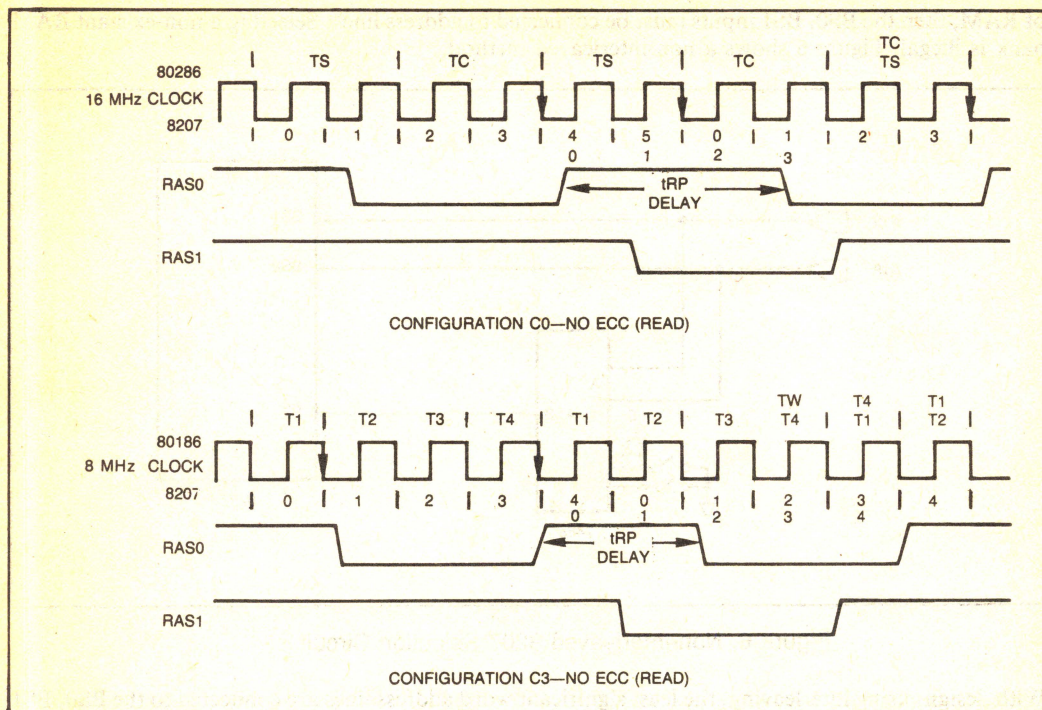 of RAM
TC
TS TC TS TC TS
80286
16 MHz CLOCK
8207
0 1 2 3 4 5 0 1 2 3
0 1 2 3
RAS0
tRP
DELAY
RAS1
CONFIGURATION C0—NO ECC (READ)
TW T4 T1
T1 T2 T3 T4 T1 T2 T3 T4 T1 T2
80186
8 MHz CLOCK
8207
0 1 2 3 4 0 1 2 3 4
0 1 2 3 4
RAS0
tRP
DELAY
RAS1
CONFIGURATION C3—NO ECC (READ)